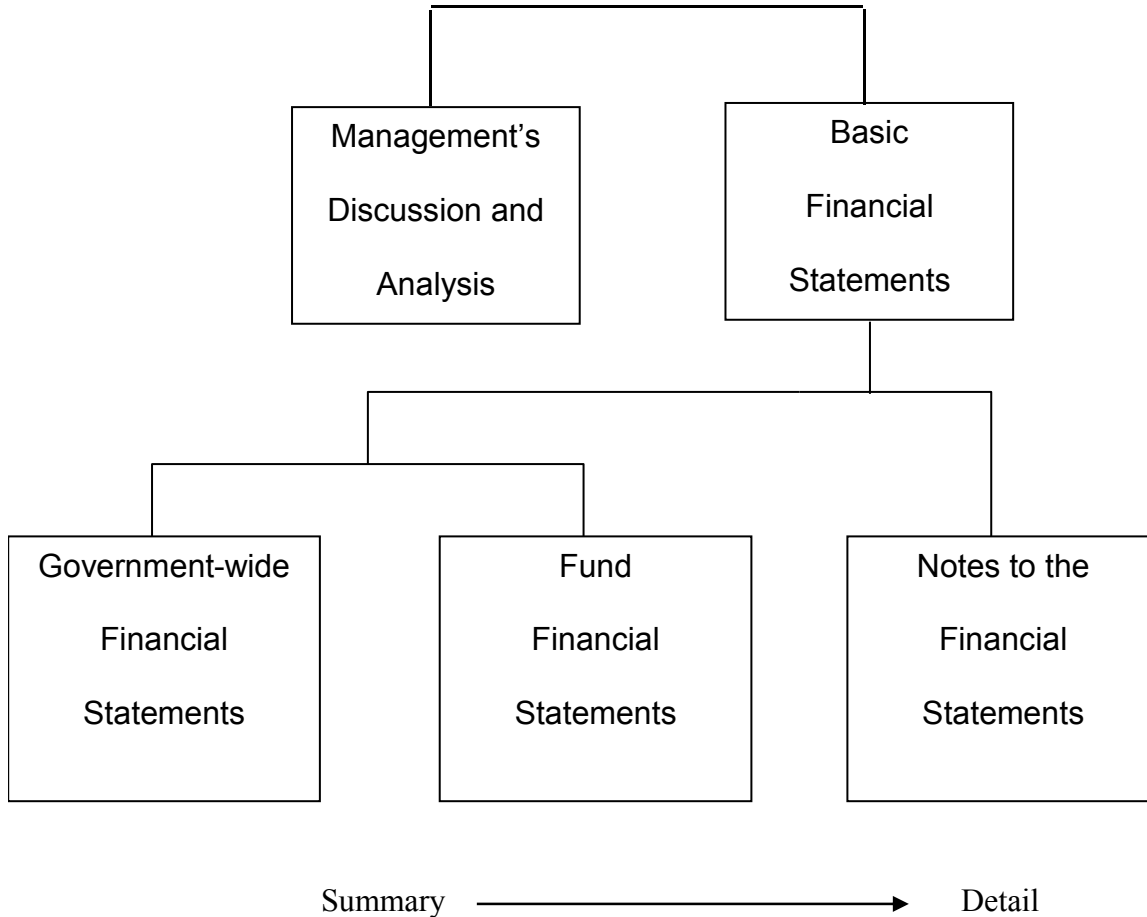 Management’s
Discussion and
Analysis
Basic
Financial
Statements
Government-wide
Financial
Statements
Fund
Financial
Statements
Notes to the
Financial
Statements
Summary
Detail